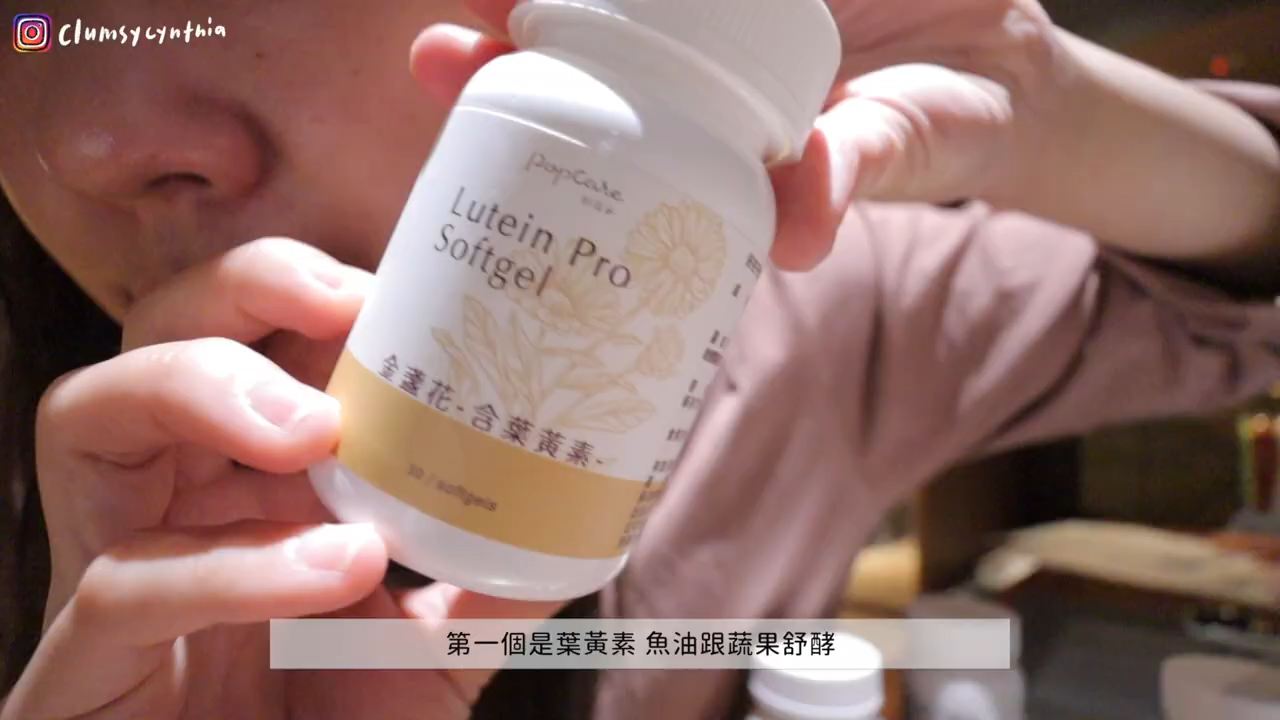 clumsycynthia
PopCare
Lutein Pro
Softgel
金盞花-含葉黃素-
30 / softgels
第一個是葉黃素 魚油跟蔬果舒酵